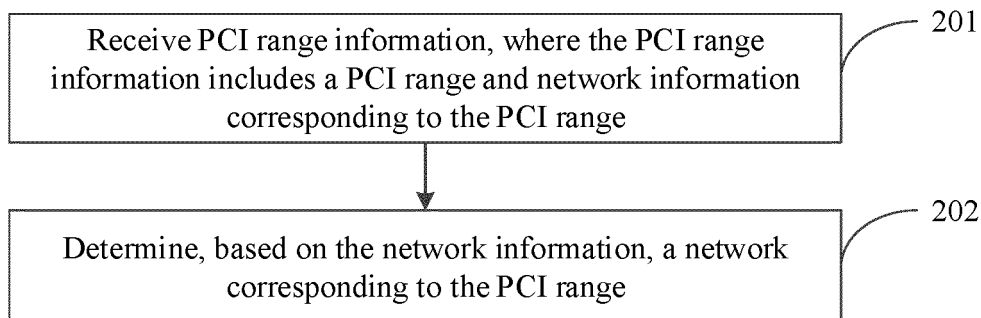 Receive PCI range information, where the PCI range
information includes a PCI range and network information
corresponding to the PCI range
201
Determine, based on the network information, a network
corresponding to the PCI range
202